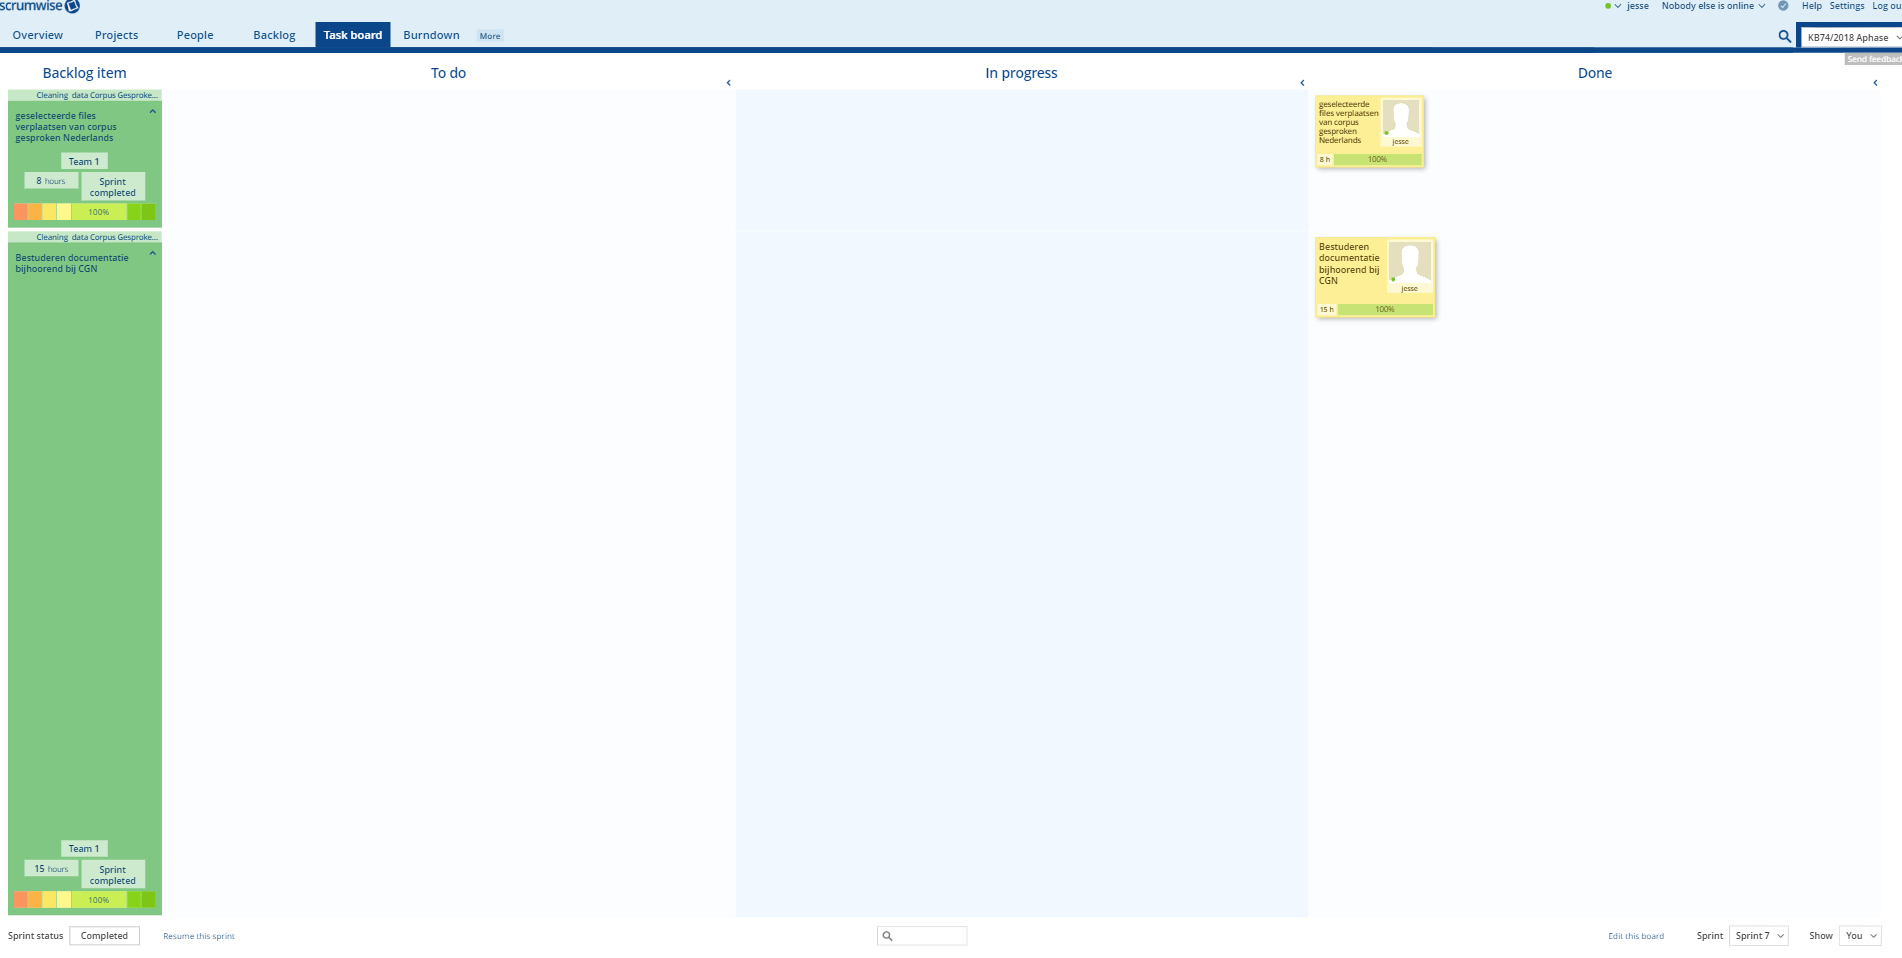 scrumwise
jesse Nobody else is online Help Settings
Overview Projects People Backlog Task board Burndown More
KB74/2018 Aphase
Send feedback
Backlog item To do In progress Done
Cleaning data Corpus Gesproke...
geselecteerde files
verplaatsen van corpus
gesproken Nederlands
Team 1
8 hours
Sprint
completed
100%
geselecteerde
files verplaatsen
van corpus
gesproken
Nederlands
jesse
8 h 100%
Cleaning data Corpus Gesproke...
Bestuderen documentatie
bijhoorend bij CGN
Team 1
15 hours
Sprint
completed
100%
Bestuderen
documentatie
bijhoorend bij
CGN
jesse
15 h 100%
Sprint status Completed Resume this sprint Edit this board Sprint Sprint 7 Show You